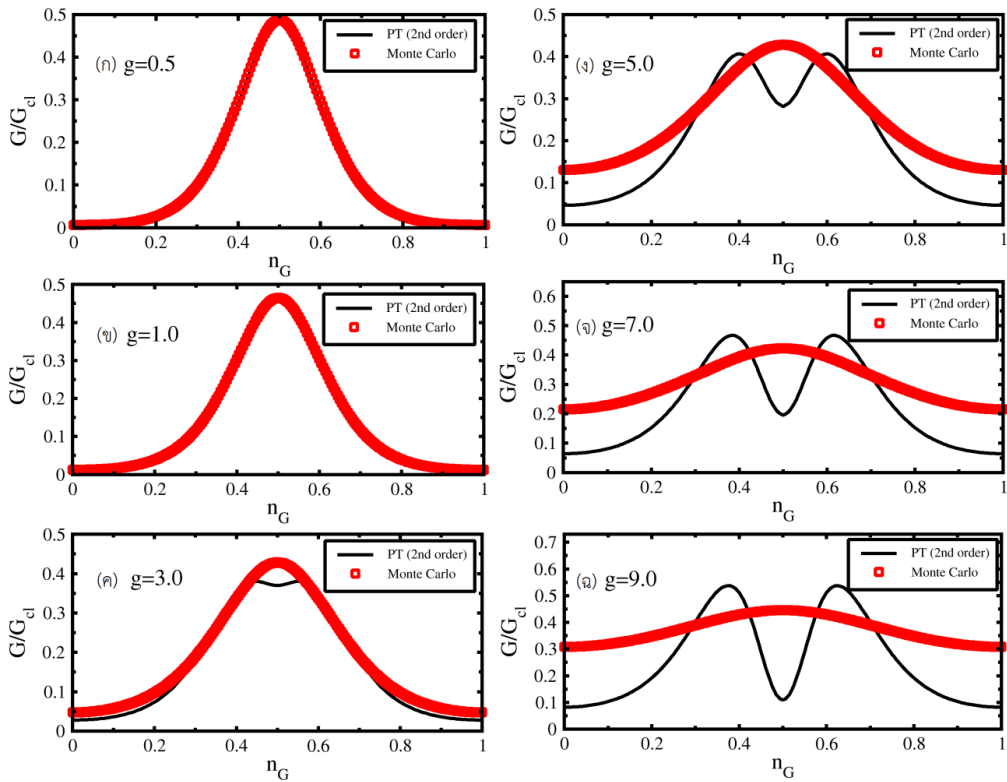 0.5
0.4
0.3
0.2
0.1
0
G/G_cl
(ก) g=0.5
PT (2nd order)
Monte Carlo
0 0.2 0.4 0.6 0.8 1
n_G
0.5
0.4
0.3
0.2
0.1
0
G/G_cl
(ข) g=1.0
PT (2nd order)
Monte Carlo
0 0.2 0.4 0.6 0.8 1
n_G
0.5
0.4
0.3
0.2
0.1
0
G/G_cl
(ค) g=3.0
PT (2nd order)
Monte Carlo
0 0.2 0.4 0.6 0.8 1
n_G
0.5
0.4
0.3
0.2
0.1
0
G/G_cl
(ง) g=5.0
PT (2nd order)
Monte Carlo
0 0.2 0.4 0.6 0.8 1
n_G
0.6
0.5
0.4
0.3
0.2
0.1
0
G/G_cl
(จ) g=7.0
PT (2nd order)
Monte Carlo
0 0.2 0.4 0.6 0.8 1
n_G
0.7
0.6
0.5
0.4
0.3
0.2
0.1
0
G/G_cl
(ฉ) g=9.0
PT (2nd order)
Monte Carlo
0 0.2 0.4 0.6 0.8 1
n_G